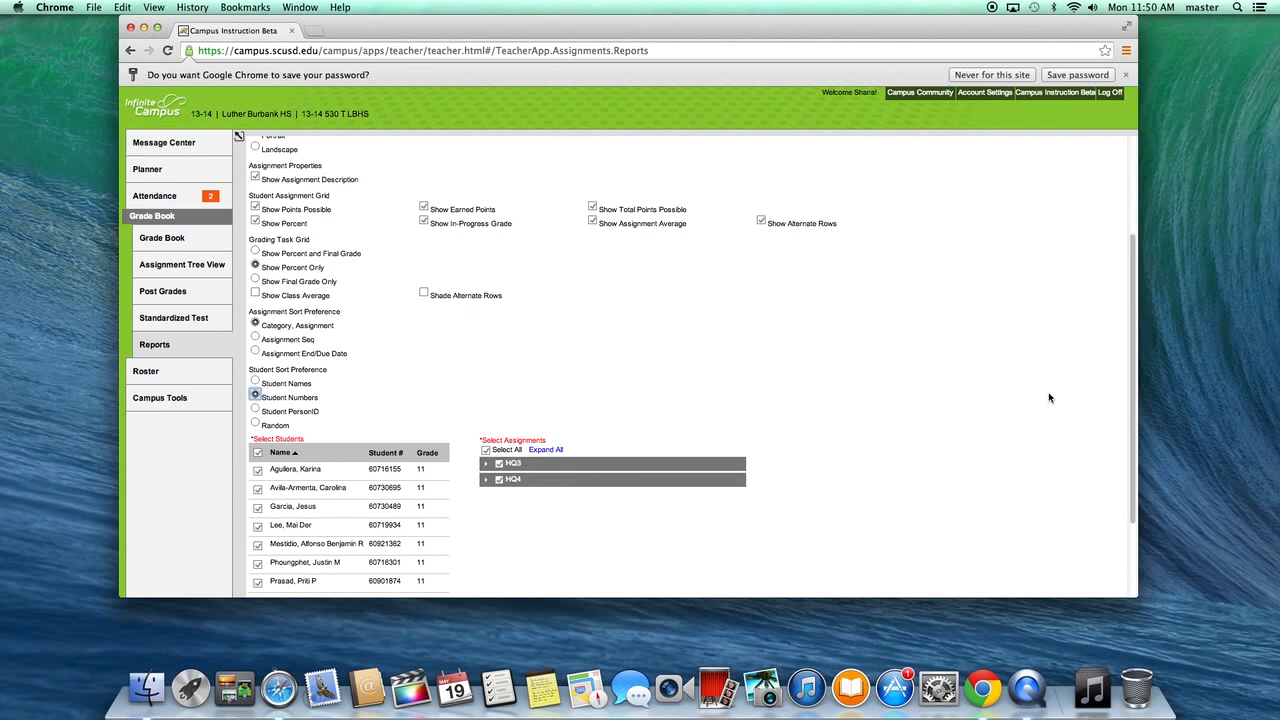 Chrome File Edit View History Bookmarks Window Help Mon 11:50 AM master
Campus Instruction Beta
https://campus.scusd.edu/campus/apps/teacher/teacher.html#/TeacherApp.Assignments.Reports
Do you want Google Chrome to save your password? Never for this site Save password
Welcome Shana! Campus Community Account Settings Campus Instruction Beta Log Off
Infinite
Campus 13-14 | Luther Burbank HS | 13-14 530 T LBHS
Message Center
Planner
Attendance 2
Grade Book
Grade Book
Assignment Tree View
Post Grades
Standardized Test
Reports
Roster
Campus Tools
Portrait
Landscape
Assignment Properties
Show Assignment Description
Student Assignment Grid
Show Points Possible Show Earned Points Show Total Points Possible
Show Percent Show In-Progress Grade Show Assignment Average Show Alternate Rows
Grading Task Grid
Show Percent and Final Grade
Show Percent Only
Show Final Grade Only
Show Class Average Shade Alternate Rows
Assignment Sort Preference
Category, Assignment
Assignment Seq
Assignment End/Due Date
Student Sort Preference
Student Names
Student Numbers
Student PersonID
Random
*Select Students
Name Student # Grade
Aguilera, Karina 60716155 11
Avila-Armenta, Carolina 60730695 11
Garcia, Jesus 60730489 11
Lee, Mai Der 60719934 11
Mestidio, Alfonso Benjamin R 60921362 11
Phoungphet, Justin M 60716301 11
Prasad, Priti P 60901874 11
*Select Assignments
Select All Expand All
HQ3
HQ4
MAY
19
1